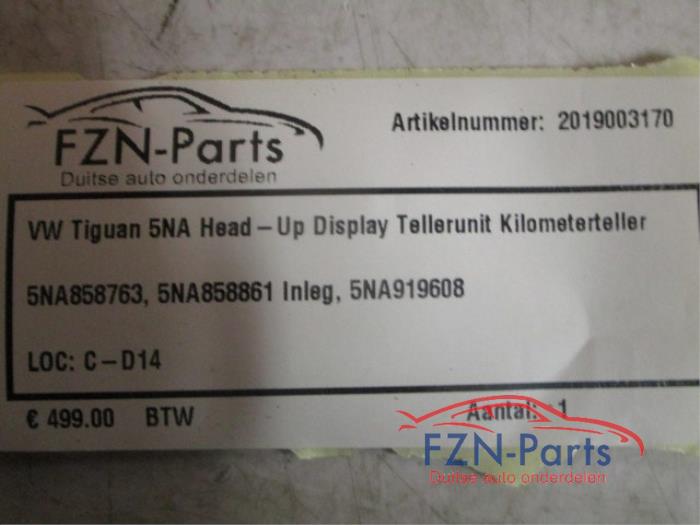 FZN-Parts
Duitse auto onderdelen
Artikelnummer: 2019003170
VW Tiguan 5NA Head-Up Display Tellerunit Kilometerteller
5NA858763, 5NA858861 Inleg, 5NA919608
LOC: C-D14
€ 499.00 BTW
Aantal: 1
FZN-Parts
Duitse auto onderdelen